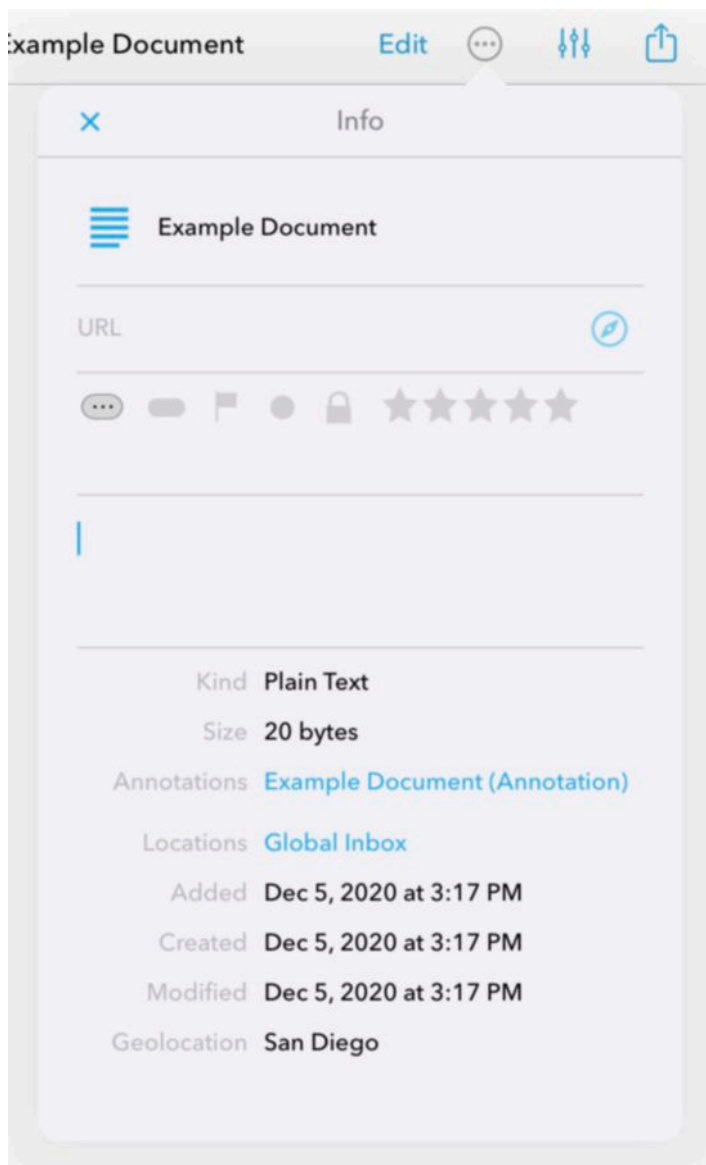 Example Document Edit
Info
Example Document
URL
Kind Plain Text
Size 20 bytes
Annotations Example Document (Annotation)
Locations Global Inbox
Added Dec 5, 2020 at 3:17 PM
Created Dec 5, 2020 at 3:17 PM
Modified Dec 5, 2020 at 3:17 PM
Geolocation San Diego